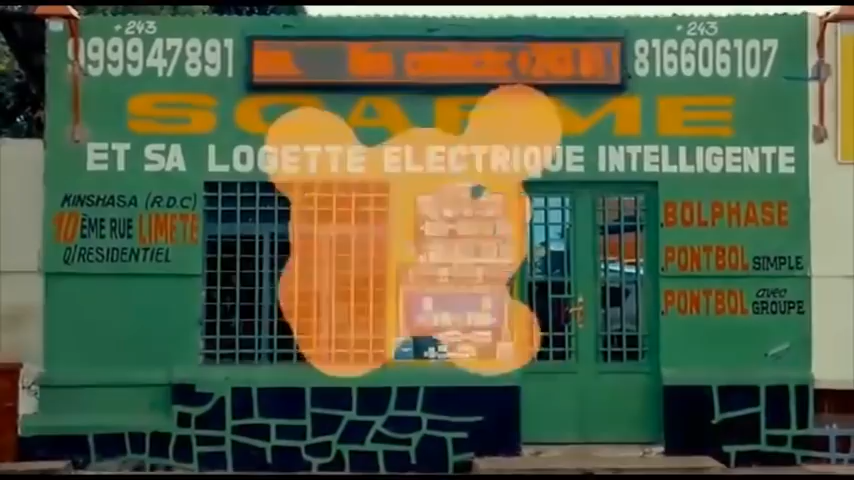 +243
999947891
+243
816606107
SOARME
ET SA LOGETTE ELECTRIQUE INTELLIGENTE
KINSHASA (R.D.C)
10ÈME RUE LIMETE
Q/RESIDENTIEL
BOLPHASE
PONTBOL SIMPLE
PONTBOL avec GROUPE